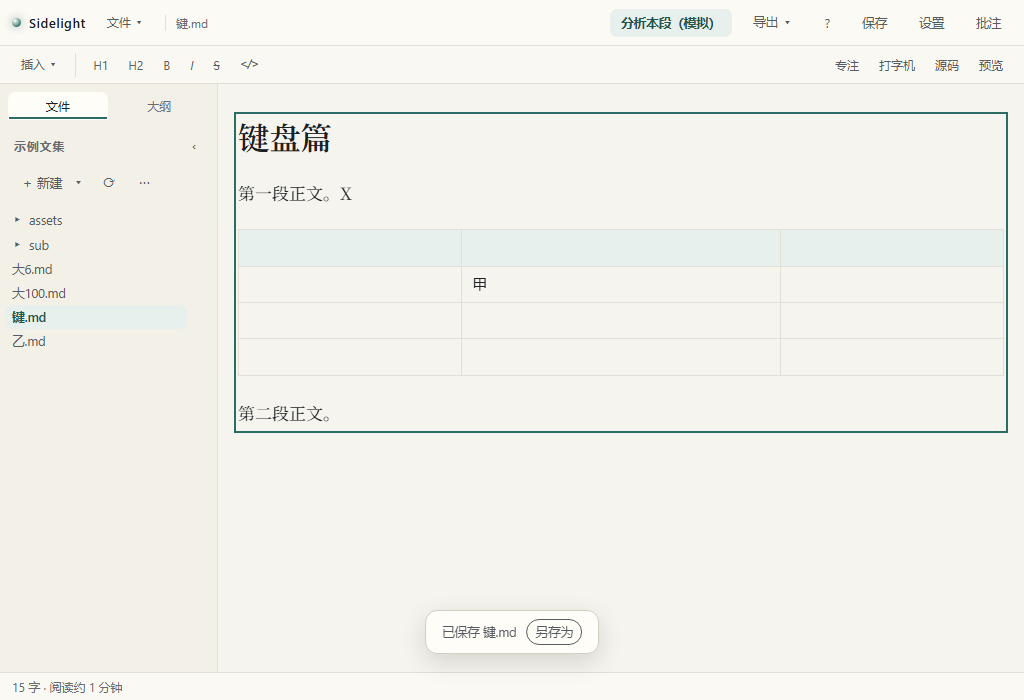 Sidelight 文件 键.md 分析本段（模拟） 导出 ? 保存 设置 批注
插入 H1 H2 B I S </> 专注 打字机 源码 预览
文件 大纲
示例文集
+ 新建 ...
assets
sub
大6.md
大100.md
键.md
乙.md
键盘篇
第一段正文。X
甲
第二段正文。
已保存 键.md 另存为
15 字 · 阅读约 1 分钟